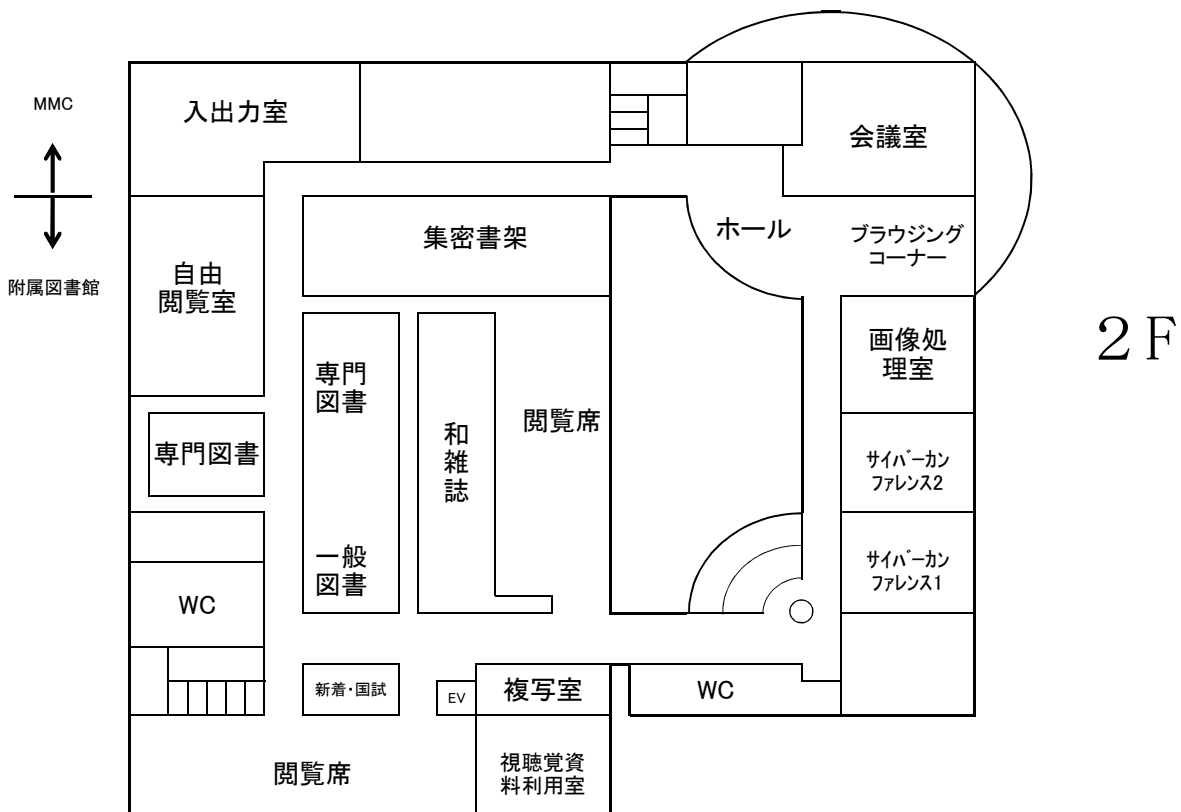 MMC
附属図書館
入出力室
会議室
集密書架
ホール
ブラウジング
コーナー
自由
閲覧室
2F
画像処
理室
専門
図書
和
雑
誌
閲覧席
専門図書
サイバーカン
ファレンス2
一般
図書
サイバーカン
ファレンス1
WC
新着・国試
EV
複写室
WC
閲覧席
視聴覚資
料利用室